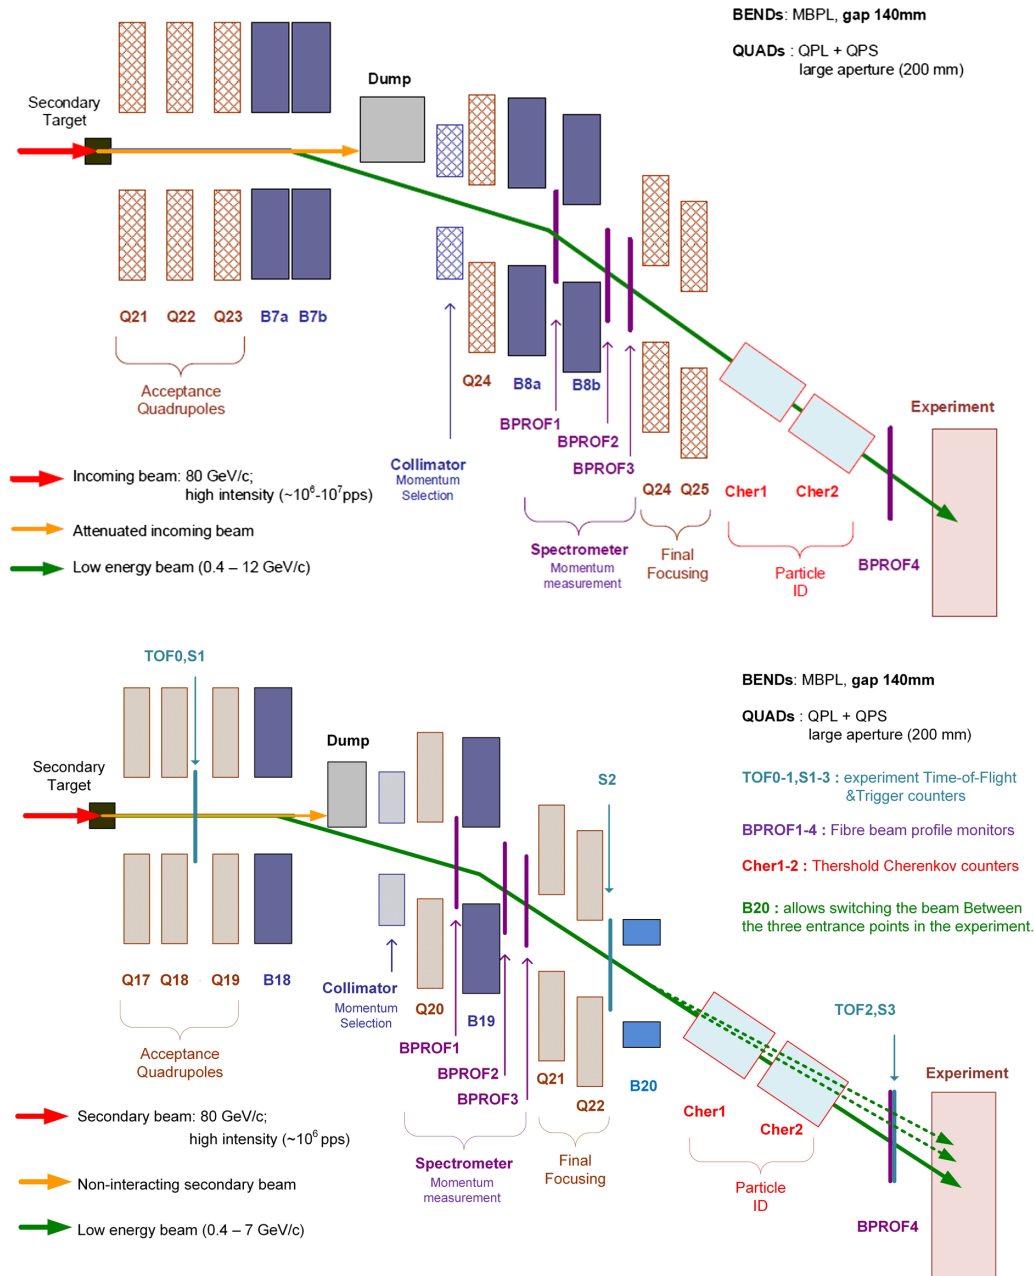 BENDs: MBPL, gap 140mm
QUADs : QPL + QPS
large aperture (200 mm)
Dump
Secondary
Target
Q21
Q22
Q23
B7a
B7b
Acceptance
Quadrupoles
Q24
B8a
B8b
BPROF1
BPROF2
BPROF3
Collimator
Momentum
Selection
Q24
Q25
Cher1
Cher2
Experiment
Spectrometer
Momentum
measurement
Final
Focusing
Particle
ID
BPROF4
Incoming beam: 80 GeV/c;
high intensity (~10⁶-10⁷pps)
Attenuated incoming beam
Low energy beam (0.4 – 12 GeV/c)
TOF0,S1
BENDs: MBPL, gap 140mm
QUADs : QPL + QPS
large aperture (200 mm)
TOF0-1,S1-3 : experiment Time-of-Flight
&Trigger counters
BPROF1-4 : Fibre beam profile monitors
Cher1-2 : Thershold Cherenkov counters
B20 : allows switching the beam Between
the three entrance points in the experiment.
Dump
Secondary
Target
S2
Q17
Q18
Q19
B18
Acceptance
Quadrupoles
Collimator
Momentum
Selection
Q20
B19
BPROF1
BPROF2
BPROF3
Q21
Q22
B20
TOF2,S3
Experiment
Cher1
Cher2
Spectrometer
Momentum
measurement
Final
Focusing
Particle
ID
BPROF4
Secondary beam: 80 GeV/c;
high intensity (~10⁶ pps)
Non-interacting secondary beam
Low energy beam (0.4 – 7 GeV/c)